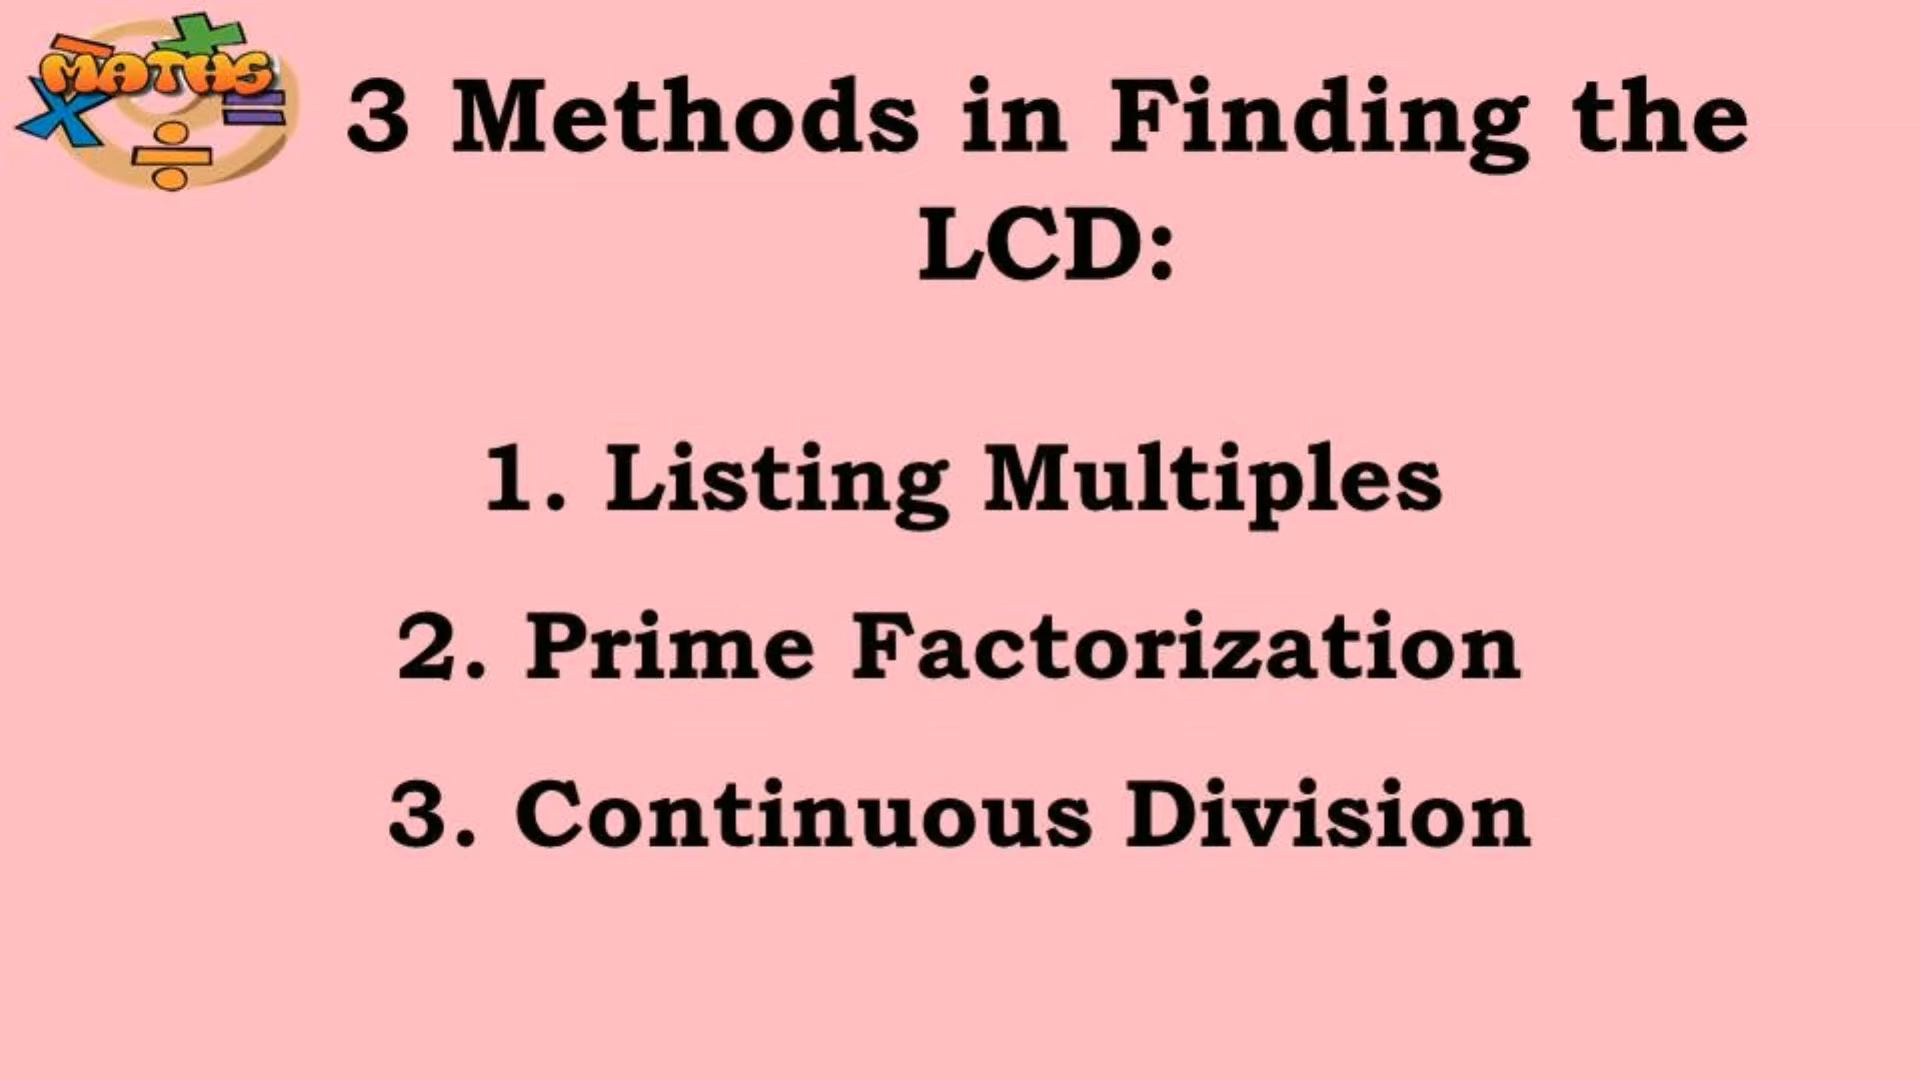 MATHS
3 Methods in Finding the
LCD:
1. Listing Multiples
2. Prime Factorization
3. Continuous Division